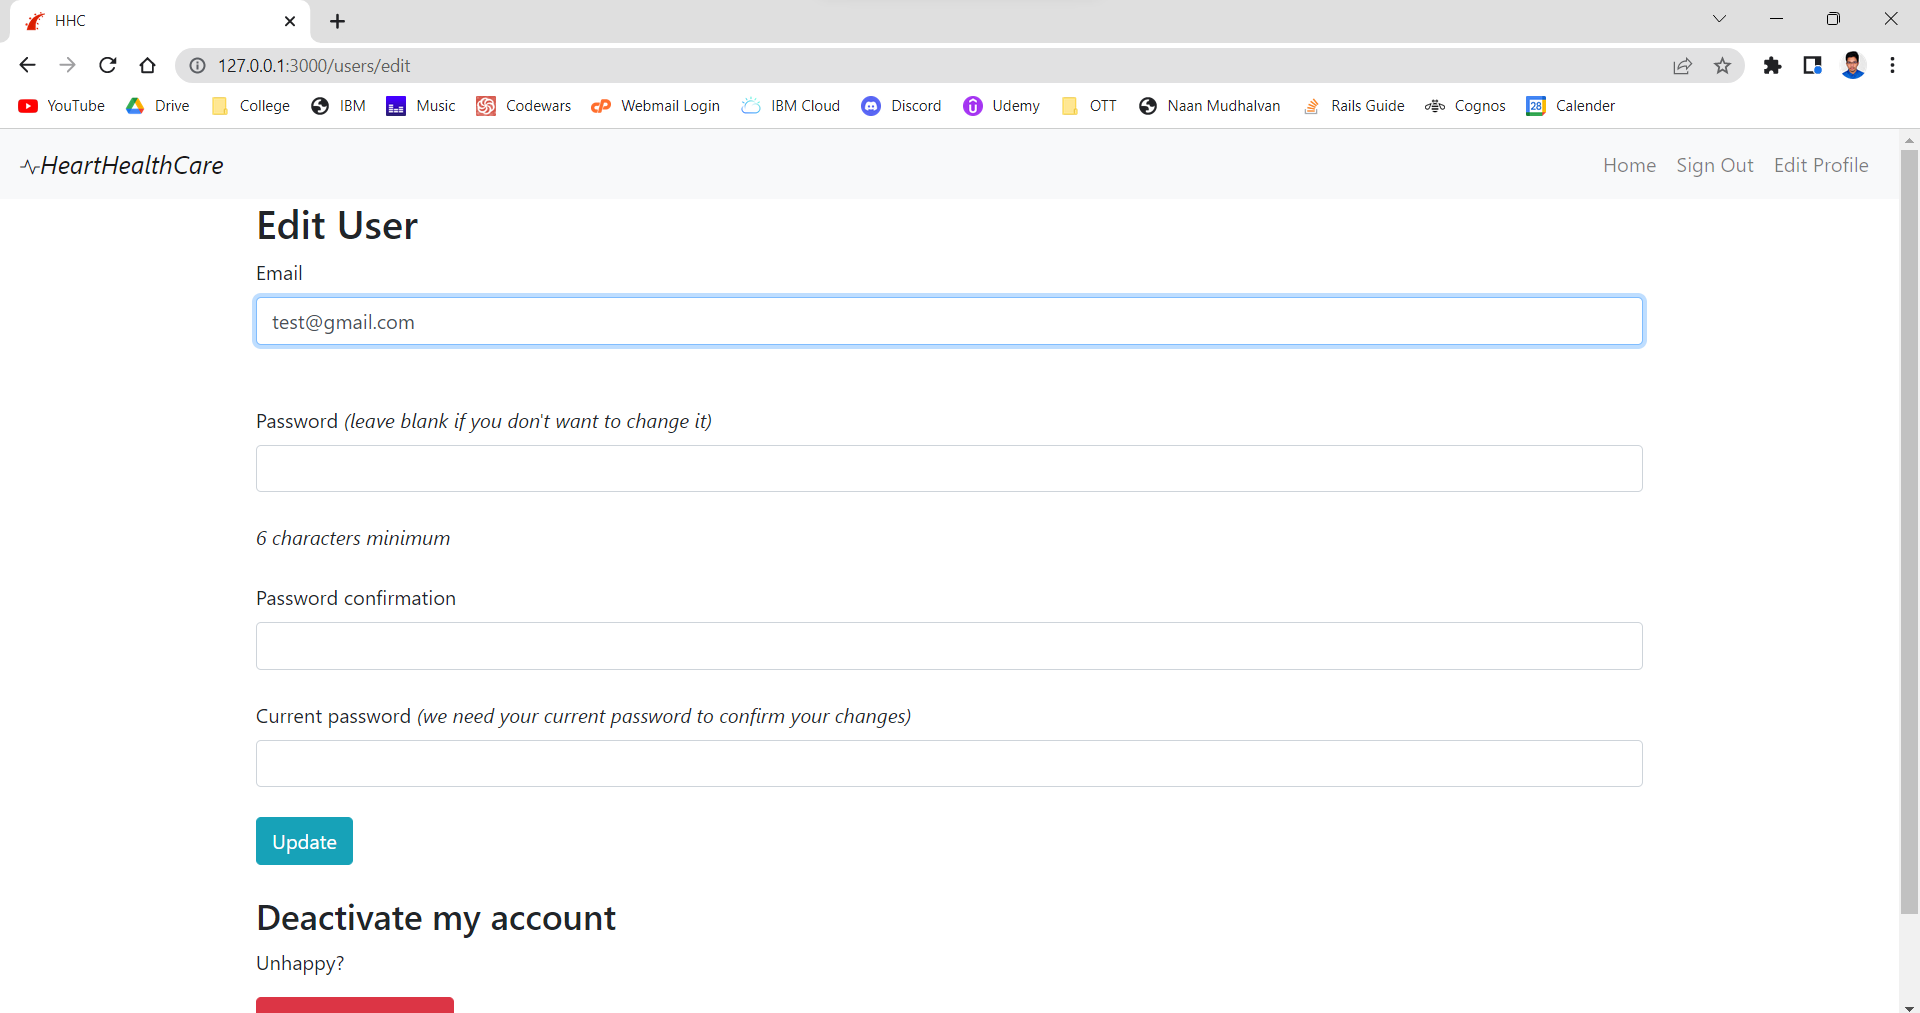 HHC
127.0.0.1:3000/users/edit
YouTube Drive College IBM Music Codewars Webmail Login IBM Cloud Discord Udemy OTT Naan Mudhalvan Rails Guide Cognos 28 Calender
HeartHealthCare Home Sign Out Edit Profile
Edit User
Email
test@gmail.com
Password (leave blank if you don't want to change it)
6 characters minimum
Password confirmation
Current password (we need your current password to confirm your changes)
Update
Deactivate my account
Unhappy?